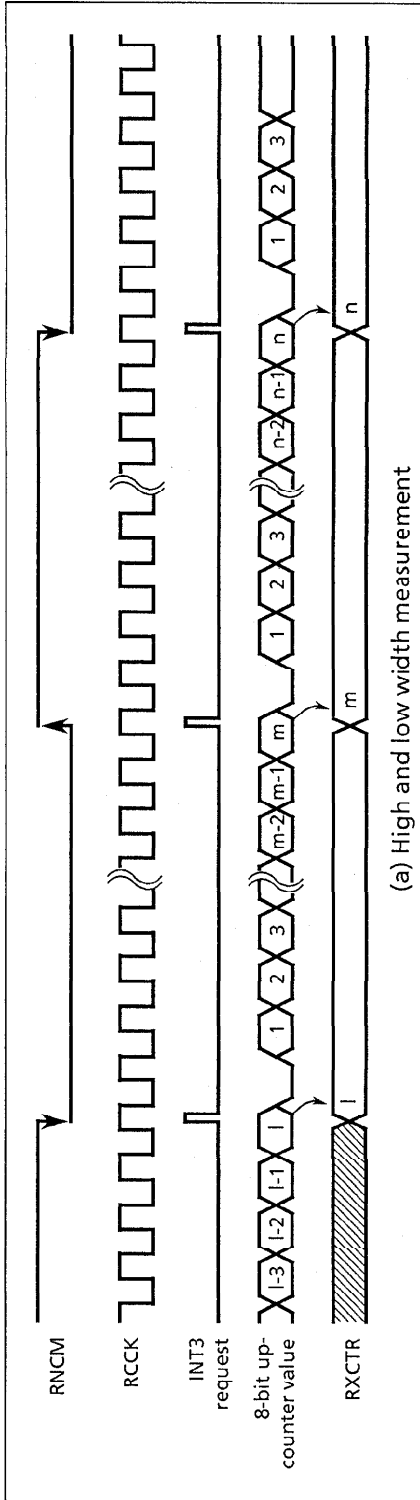 RNCM
RCCK
INT3
request
8-bit up-
counter value
l-3 l-2 l-1 l 1 2 3 m-2 m-1 m 1 2 3 n-2 n-1 n 1 2 3
RXCTR
l m n
(a) High and low width measurement